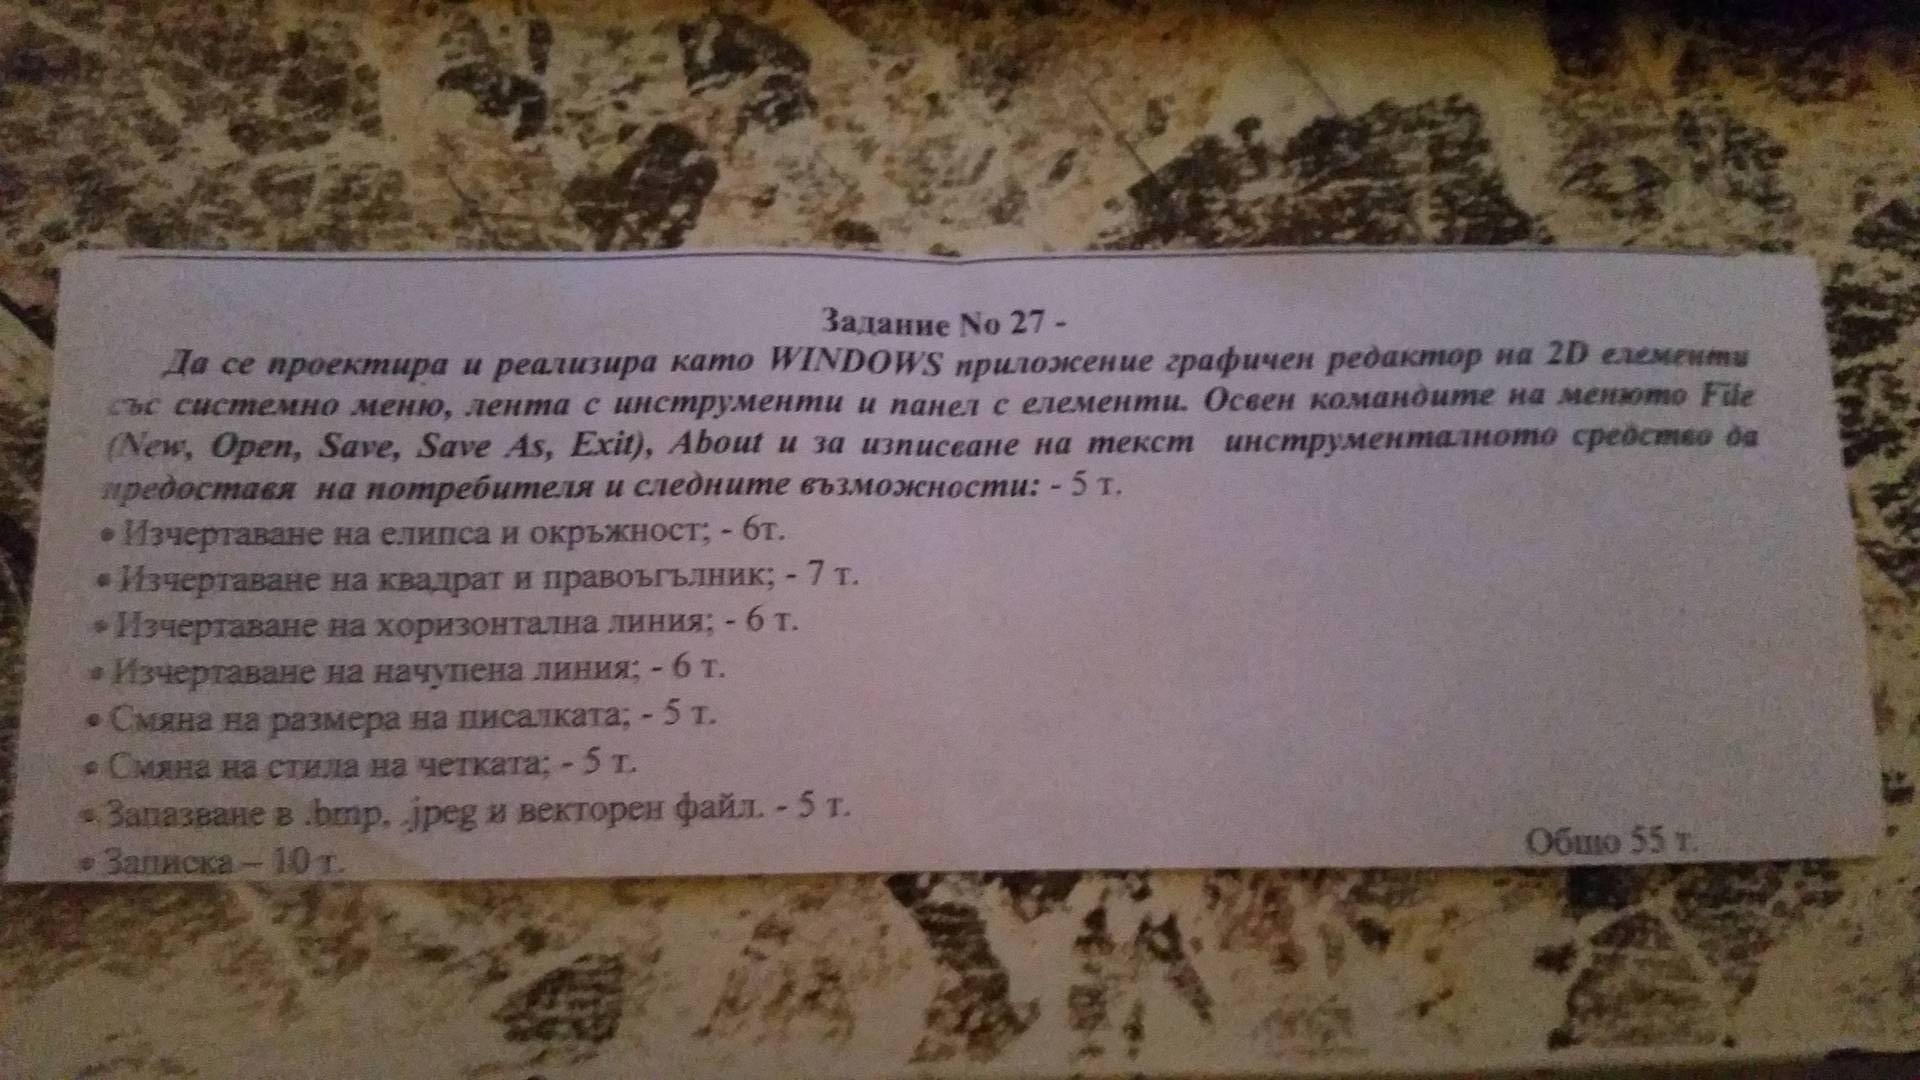 Задание No 27 -
Да се проектира и реализира като WINDOWS приложение графичен редактор на 2D елементи
със системно меню, лента с инструменти и панел с елементи. Освен командите на менюто File
(New, Open, Save, Save As, Exit), About и за изписване на текст инструменталното средство да
предоставя на потребителя и следните възможности: - 5 т.
• Изчертаване на елипса и окръжност; - 6т.
• Изчертаване на квадрат и правоъгълник; - 7 т.
• Изчертаване на хоризонтална линия; - 6 т.
• Изчертаване на начупена линия; - 6 т.
• Смяна на размера на писалката; - 5 т.
• Смяна на стила на четката; - 5 т.
• Запазване в .bmp, .jpeg и векторен файл. - 5 т.
• Записка – 10 т.
Общо 55 т.